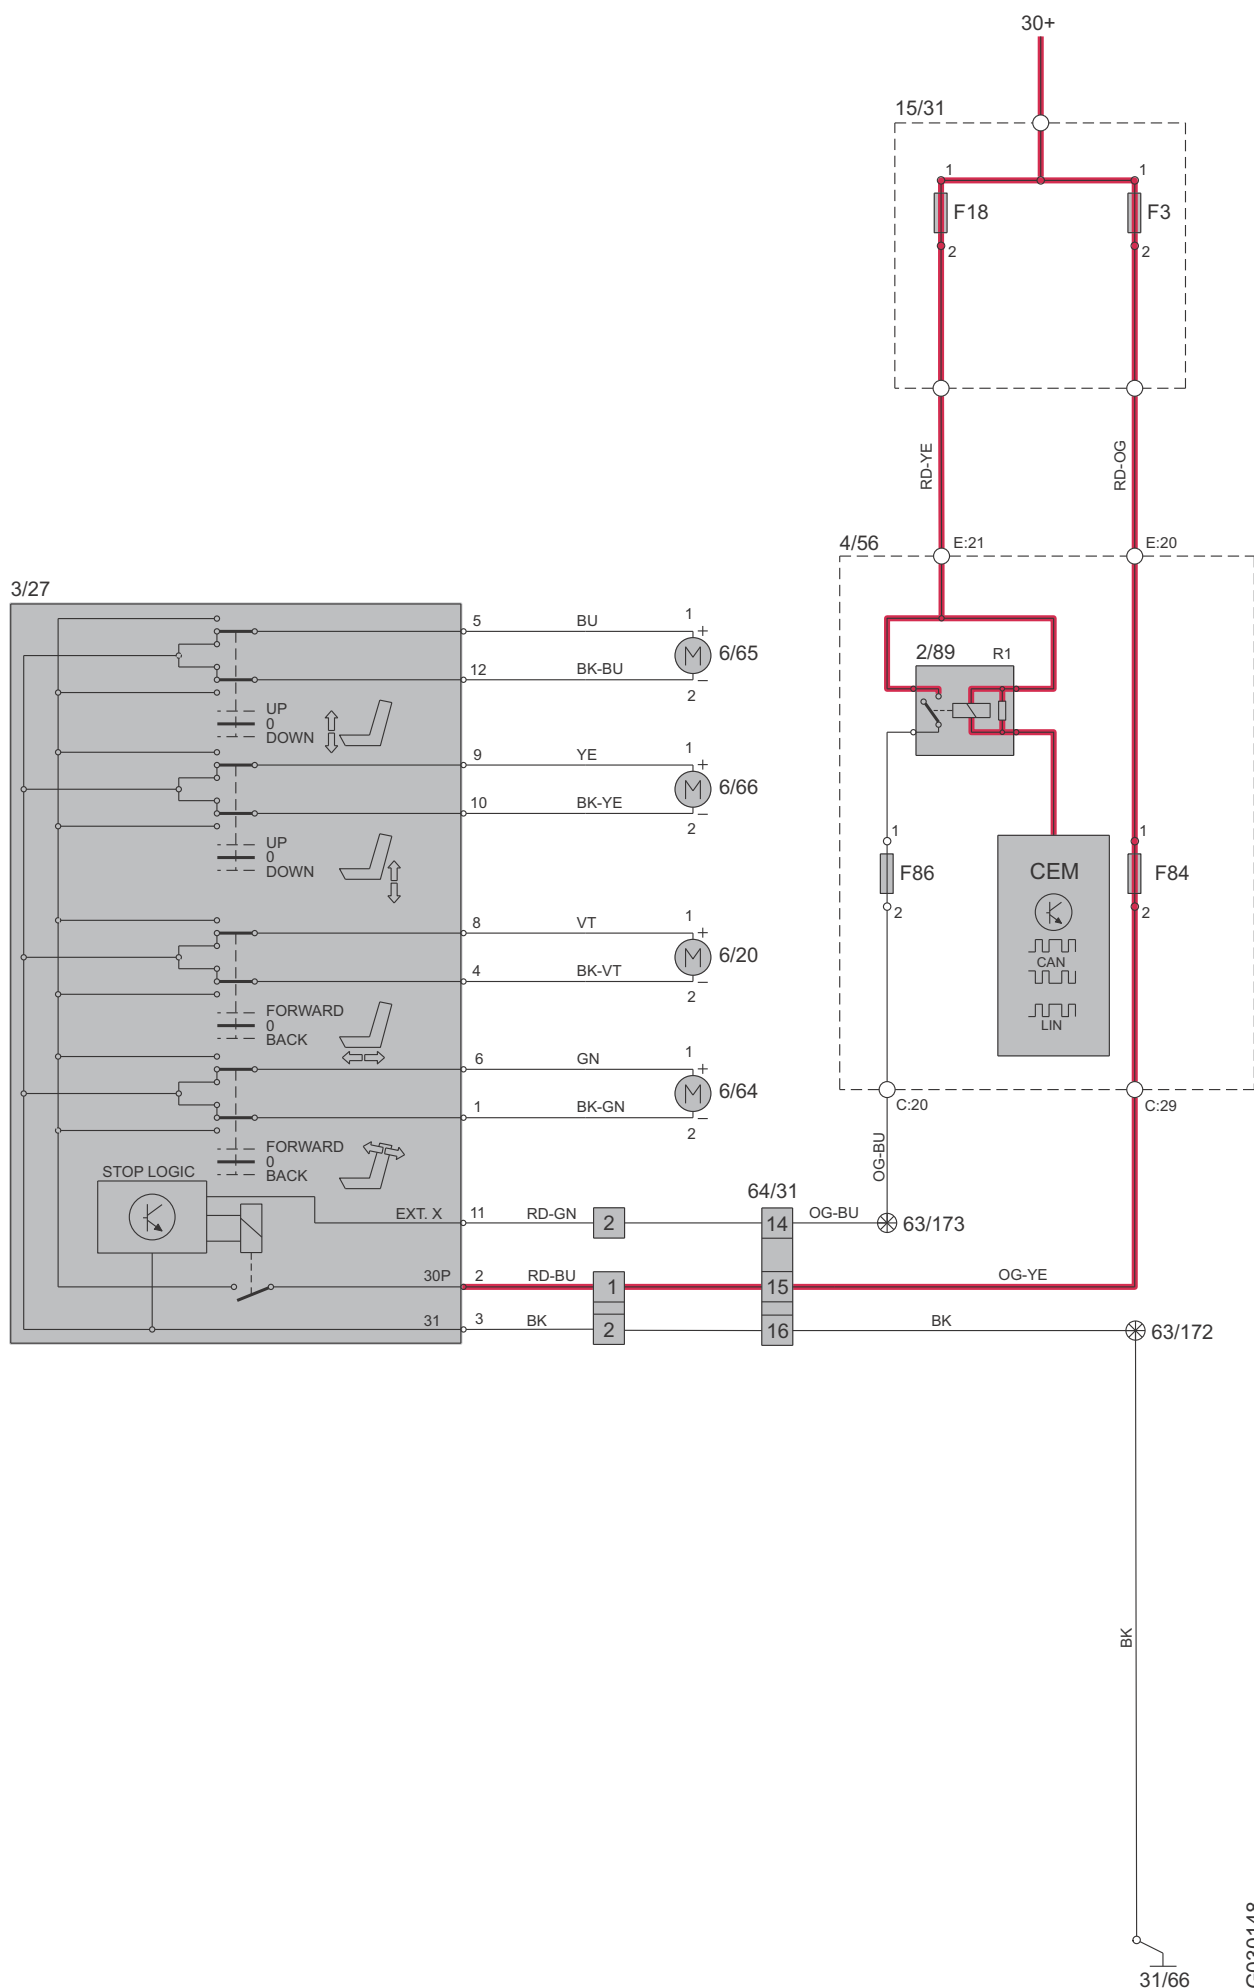 30+
15/31
1
1
F18
F3
2
2
RD-YE
RD-OG
4/56
E:21
E:20
3/27
5
BU
1
+
6/65
12
BK-BU
–
2
UP
0
DOWN
2/89
R1
9
YE
1
+
6/66
10
BK-YE
–
2
UP
0
DOWN
1
F86
2
CEM
CAN
LIN
1
F84
2
8
VT
1
+
6/20
4
BK-VT
–
2
FORWARD
0
BACK
6
GN
1
+
6/64
1
BK-GN
–
2
FORWARD
0
BACK
C:20
C:29
OG-BU
STOP LOGIC
64/31
EXT. X
11
RD-GN
2
14
OG-BU
63/173
30P
2
RD-BU
1
15
OG-YE
31
3
BK
2
16
BK
63/172
BK
31/66